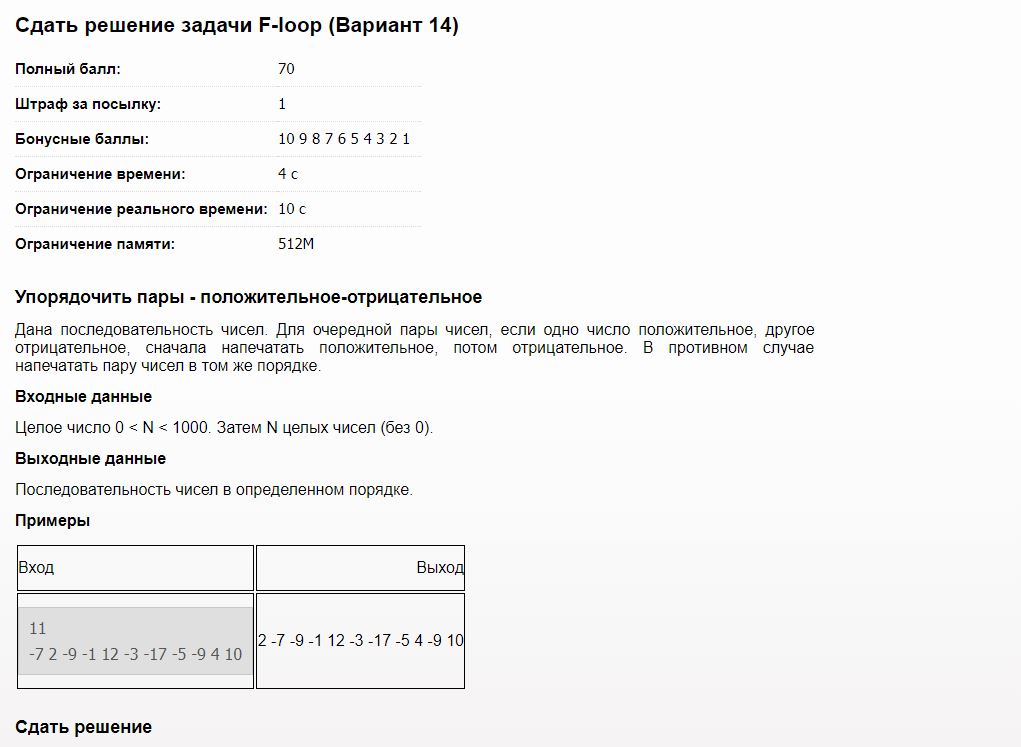 Сдать решение задачи F-loop (Вариант 14)
Полный балл: 70
Штраф за посылку: 1
Бонусные баллы: 10 9 8 7 6 5 4 3 2 1
Ограничение времени: 4 с
Ограничение реального времени: 10 с
Ограничение памяти: 512M
Упорядочить пары - положительное-отрицательное
Дана последовательность чисел. Для очередной пары чисел, если одно число положительное, другое
отрицательное, сначала напечатать положительное, потом отрицательное. В противном случае
напечатать пару чисел в том же порядке.
Входные данные
Целое число 0 < N < 1000. Затем N целых чисел (без 0).
Выходные данные
Последовательность чисел в определенном порядке.
Примеры
Вход Выход
11
-7 2 -9 -1 12 -3 -17 -5 -9 4 10
2 -7 -9 -1 12 -3 -17 -5 4 -9 10
Сдать решение